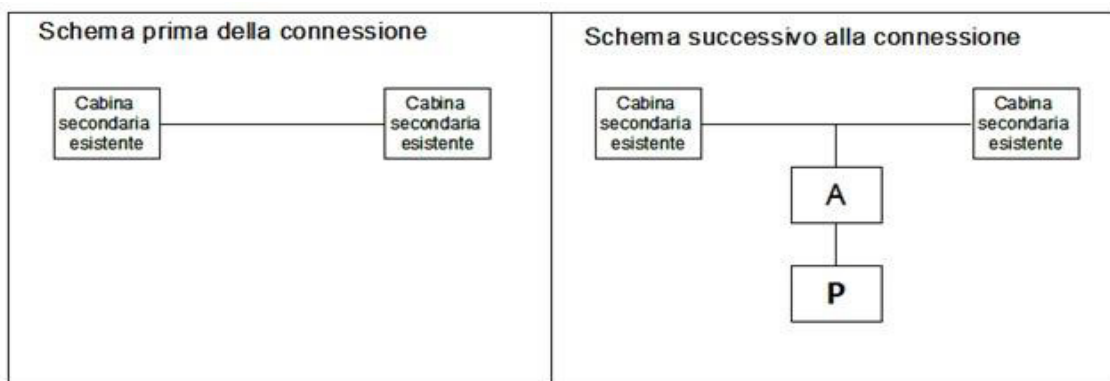 Schema prima della connessione
Cabina
secondaria
esistente
Cabina
secondaria
esistente
Schema successivo alla connessione
Cabina
secondaria
esistente
Cabina
secondaria
esistente
A
P